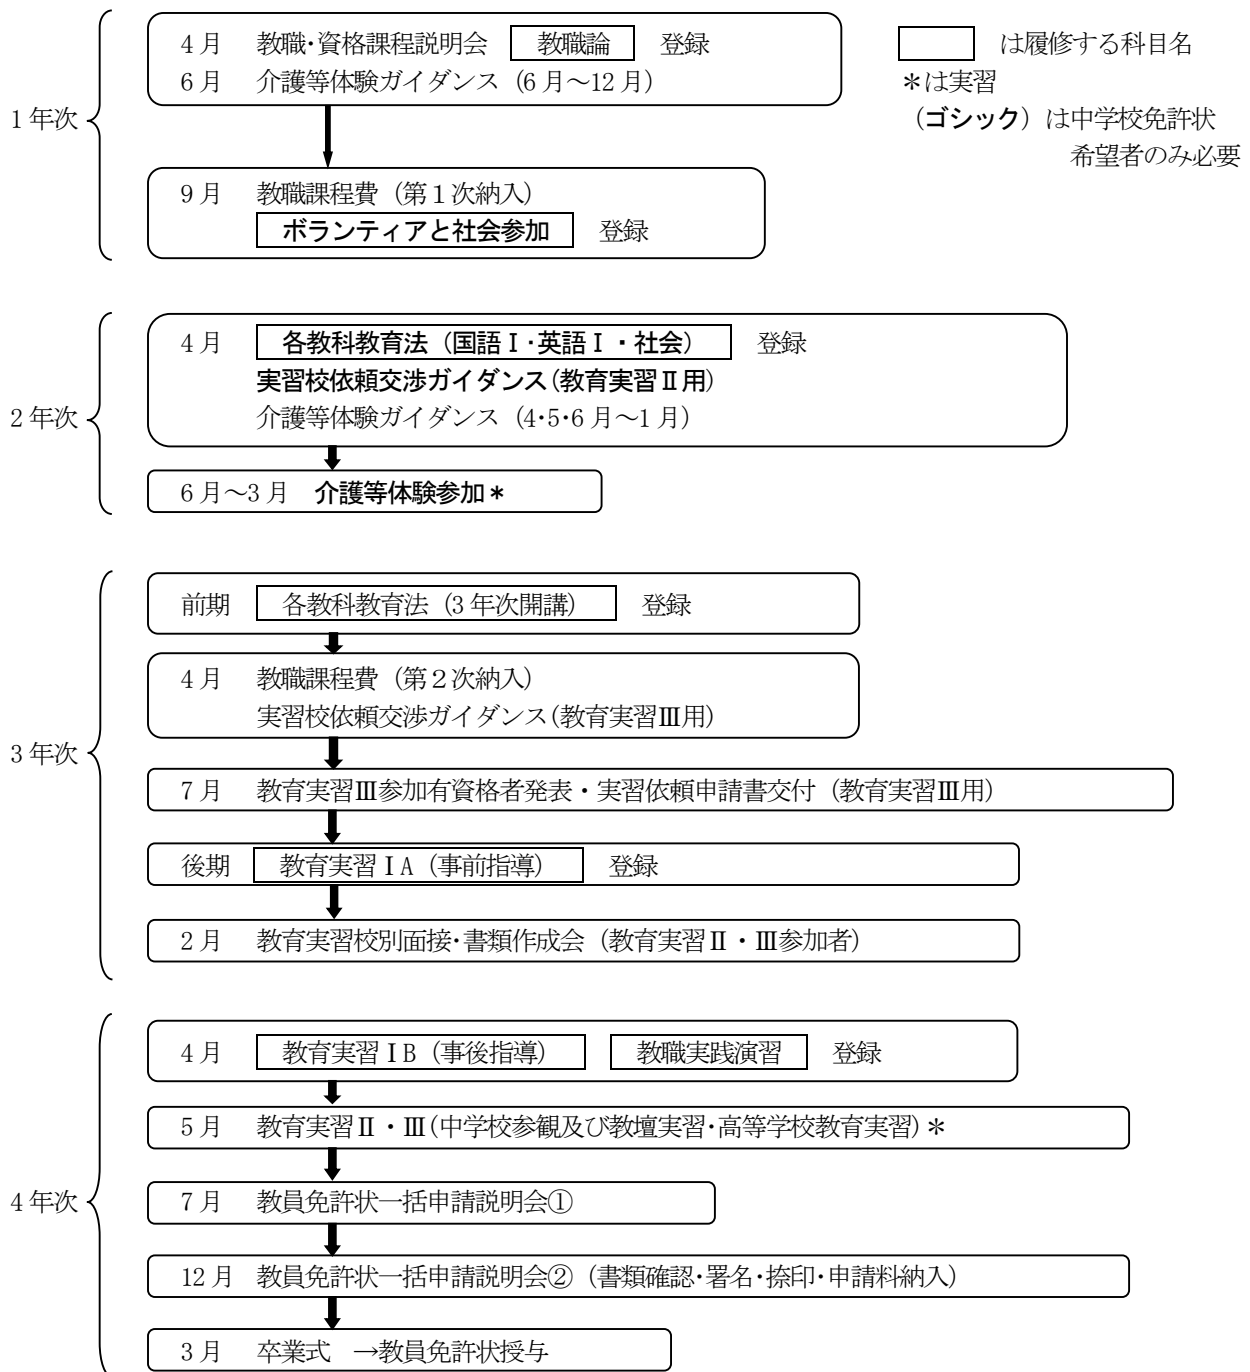 1年次
4月 教職・資格課程説明会 教職論 登録
6月 介護等体験ガイダンス（6月～12月）
は履修する科目名
＊は実習
（ゴシック）は中学校免許状
希望者のみ必要
9月 教職課程費（第1次納入）
ボランティアと社会参加 登録
2年次
4月 各教科教育法（国語Ⅰ・英語Ⅰ・社会） 登録
実習校依頼交渉ガイダンス（教育実習Ⅱ用）
介護等体験ガイダンス（4・5・6月～1月）
6月～3月 介護等体験参加＊
3年次
前期 各教科教育法（3年次開講） 登録
4月 教職課程費（第2次納入）
実習校依頼交渉ガイダンス（教育実習Ⅲ用）
7月 教育実習Ⅲ参加有資格者発表・実習依頼申請書交付（教育実習Ⅲ用）
後期 教育実習ⅠA（事前指導） 登録
2月 教育実習校別面接・書類作成会（教育実習Ⅱ・Ⅲ参加者）
4年次
4月 教育実習ⅠB（事後指導） 教職実践演習 登録
5月 教育実習Ⅱ・Ⅲ（中学校参観及び教壇実習・高等学校教育実習）＊
7月 教員免許状一括申請説明会①
12月 教員免許状一括申請説明会②（書類確認・署名・捺印・申請料納入）
3月 卒業式 →教員免許状授与